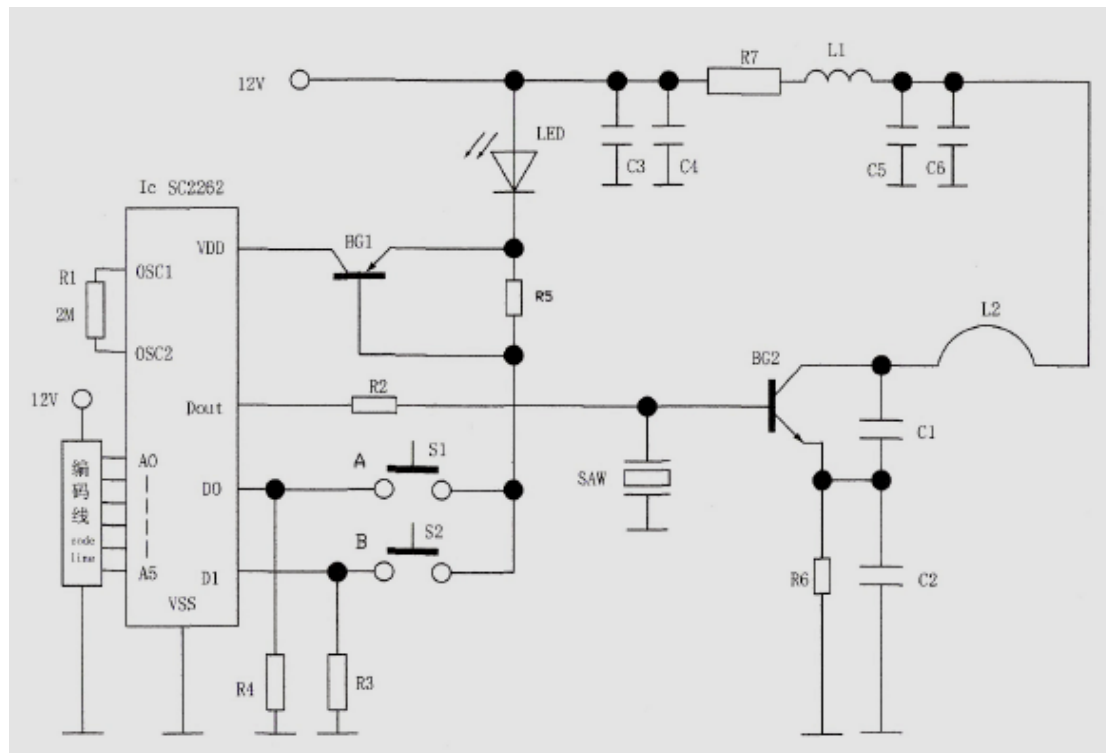 12V
R7
L1
LED
C3
C4
C5
C6
Ic SC2262
VDD
BG1
R1
2M
OSC1
OSC2
R5
L2
BG2
12V
Dout
R2
C1
编码线
code
line
A0
A5
D0
D1
VSS
A
S1
B
S2
SAW
R6
C2
R4
R3